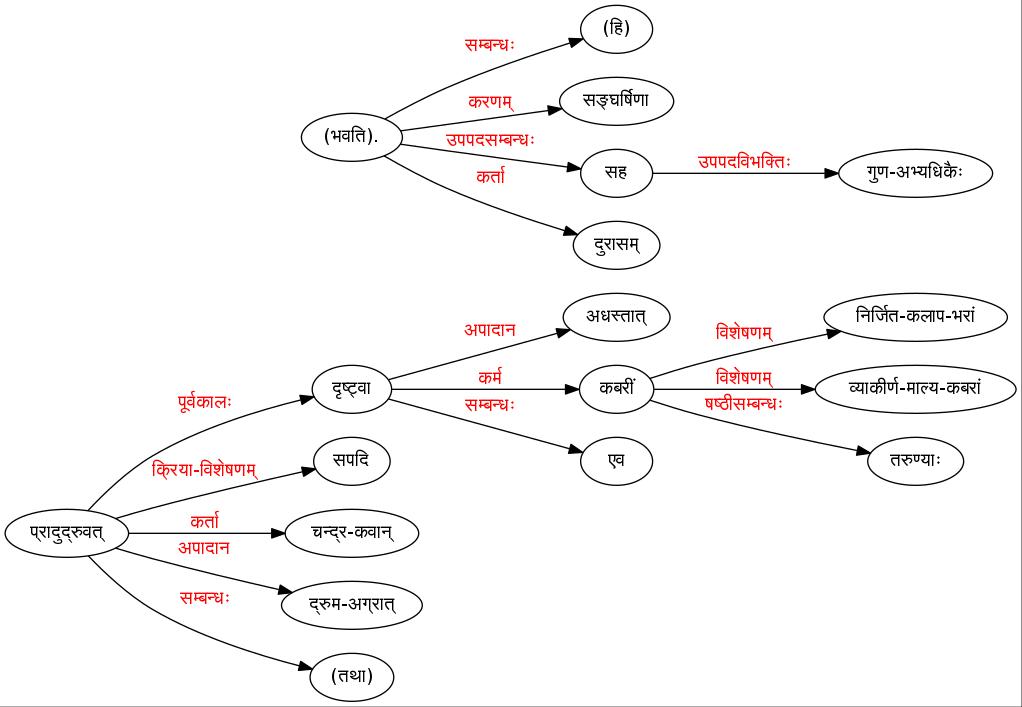 (हि)
सम्बन्धः
करणम्
सङ्घर्षिणा
(भवति).
उपपदसम्बन्धः
सह
उपपदविभक्तिः
गुण-अभ्यधिकैः
कर्ता
दुरासम्
अपादान
अधस्तात्
विशेषणम्
निर्जित-कलाप-भरां
दृष्ट्वा
कर्म
कबरीं
विशेषणम्
व्याकीर्ण-माल्य-कबरां
पूर्वकालः
सम्बन्धः
षष्ठीसम्बन्धः
एव
तरुण्याः
क्रिया-विशेषणम्
सपदि
प्रादुद्रुवत्
कर्ता
चन्द्र-कवान्
अपादान
द्रुम-अग्रात्
सम्बन्धः
(तथा)